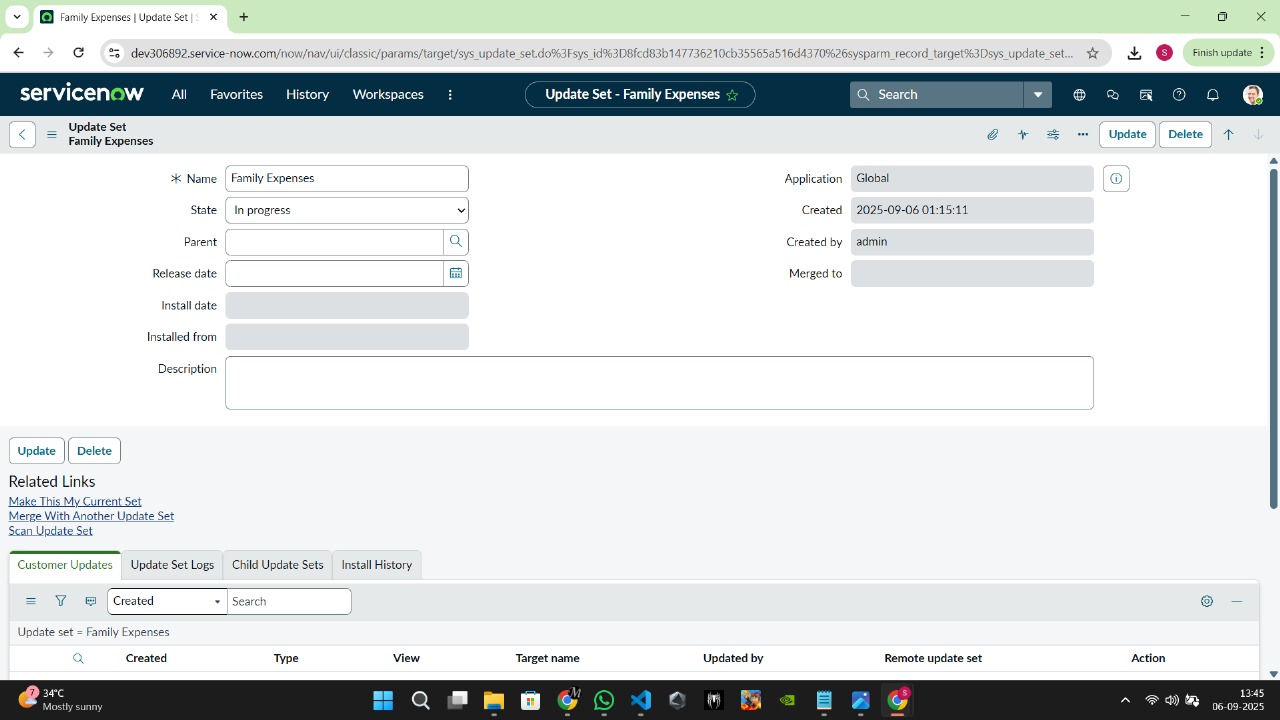 Family Expenses | Update Set |
dev306892.service-now.com/now/nav/ui/classic/params/target/sys_update_set.do%3Fsys_id%3D8fcd83b147736210cb35565a516d4370%26sysparm_record_target%3Dsys_update_set...
S
Finish update
servicenow
All
Favorites
History
Workspaces
Update Set - Family Expenses
Search
Update Set
Family Expenses
Update
Delete
Name
Family Expenses
Application
Global
State
In progress
Created
2025-09-06 01:15:11
Parent
Created by
admin
Release date
Merged to
Install date
Installed from
Description
Update
Delete
Related Links
Make This My Current Set
Merge With Another Update Set
Scan Update Set
Customer Updates
Update Set Logs
Child Update Sets
Install History
Created
Search
Update set = Family Expenses
Created
Type
View
Target name
Updated by
Remote update set
Action
7
34°C
Mostly sunny
M
S
13:45
06-09-2025